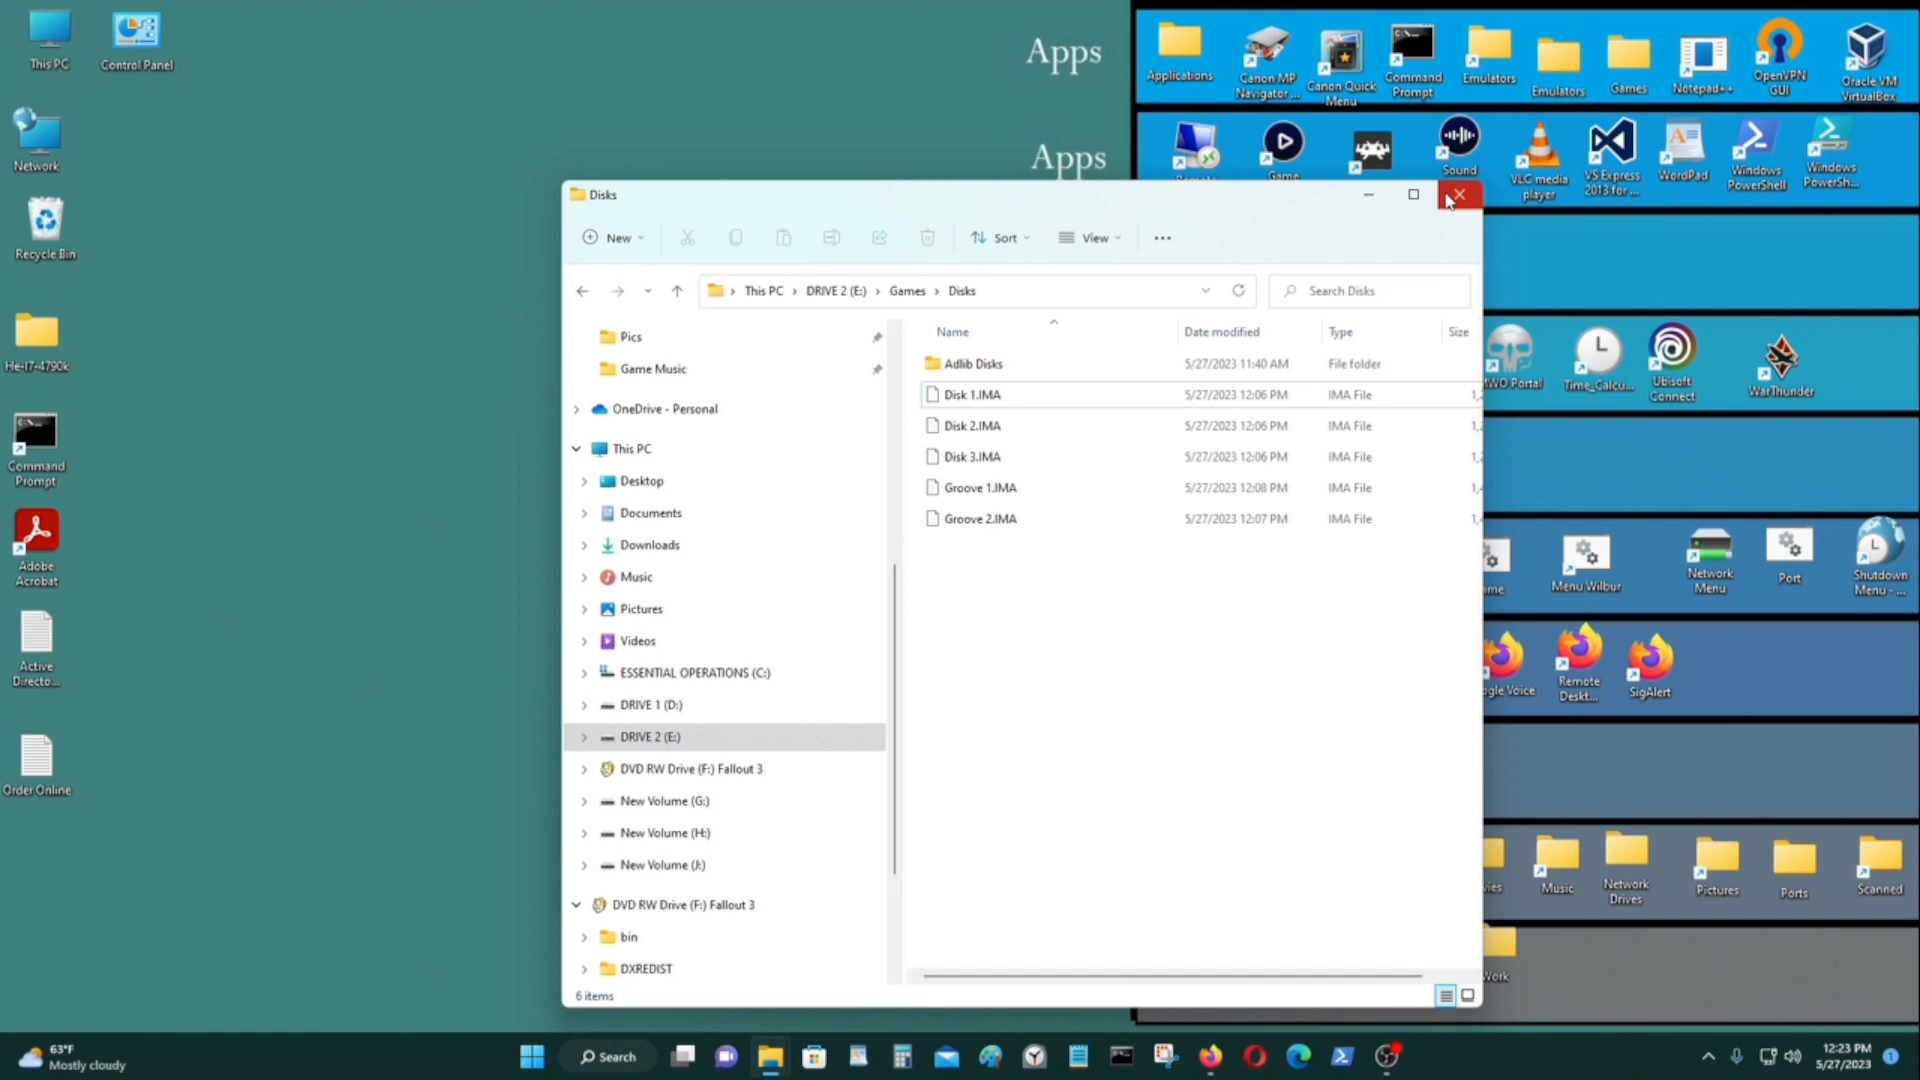 This PC
Control Panel
Network
Recycle Bin
He-I7-4790k
Command
Prompt
Adobe
Acrobat
Active
Directo...
Order Online
Apps
Apps
Applications
Canon MP
Navigator ...
Canon Quick
Menu
Command
Prompt
Emulators
Emulators
Games
Notepad++
OpenVPN
GUI
Oracle VM
VirtualBox
Game
Sound
VLC media
player
VS Express
2013 for ...
WordPad
Windows
PowerShell
Windows
PowerSh...
MWO Portal
Time_Calcu...
Ubisoft
Connect
WarThunder
Menu Wilbur
Network
Menu
Port
Shutdown
Menu - ...
ogle Voice
Remote
Deskt...
SigAlert
Music
Network
Drives
Pictures
Ports
Scanned
Work
Disks
New
Sort
View
This PC > DRIVE 2 (E:) > Games > Disks
Search Disks
Pics
Game Music
OneDrive - Personal
This PC
Desktop
Documents
Downloads
Music
Pictures
Videos
ESSENTIAL OPERATIONS (C:)
DRIVE 1 (D:)
DRIVE 2 (E:)
DVD RW Drive (F:) Fallout 3
New Volume (G:)
New Volume (H:)
New Volume (J:)
DVD RW Drive (F:) Fallout 3
bin
DXREDIST
Name Date modified Type Size
Adlib Disks 5/27/2023 11:40 AM File folder
Disk 1.IMA 5/27/2023 12:06 PM IMA File
Disk 2.IMA 5/27/2023 12:06 PM IMA File
Disk 3.IMA 5/27/2023 12:06 PM IMA File
Groove 1.IMA 5/27/2023 12:08 PM IMA File
Groove 2.IMA 5/27/2023 12:07 PM IMA File
6 items
63°F
Mostly cloudy
Search
12:23 PM
5/27/2023
1